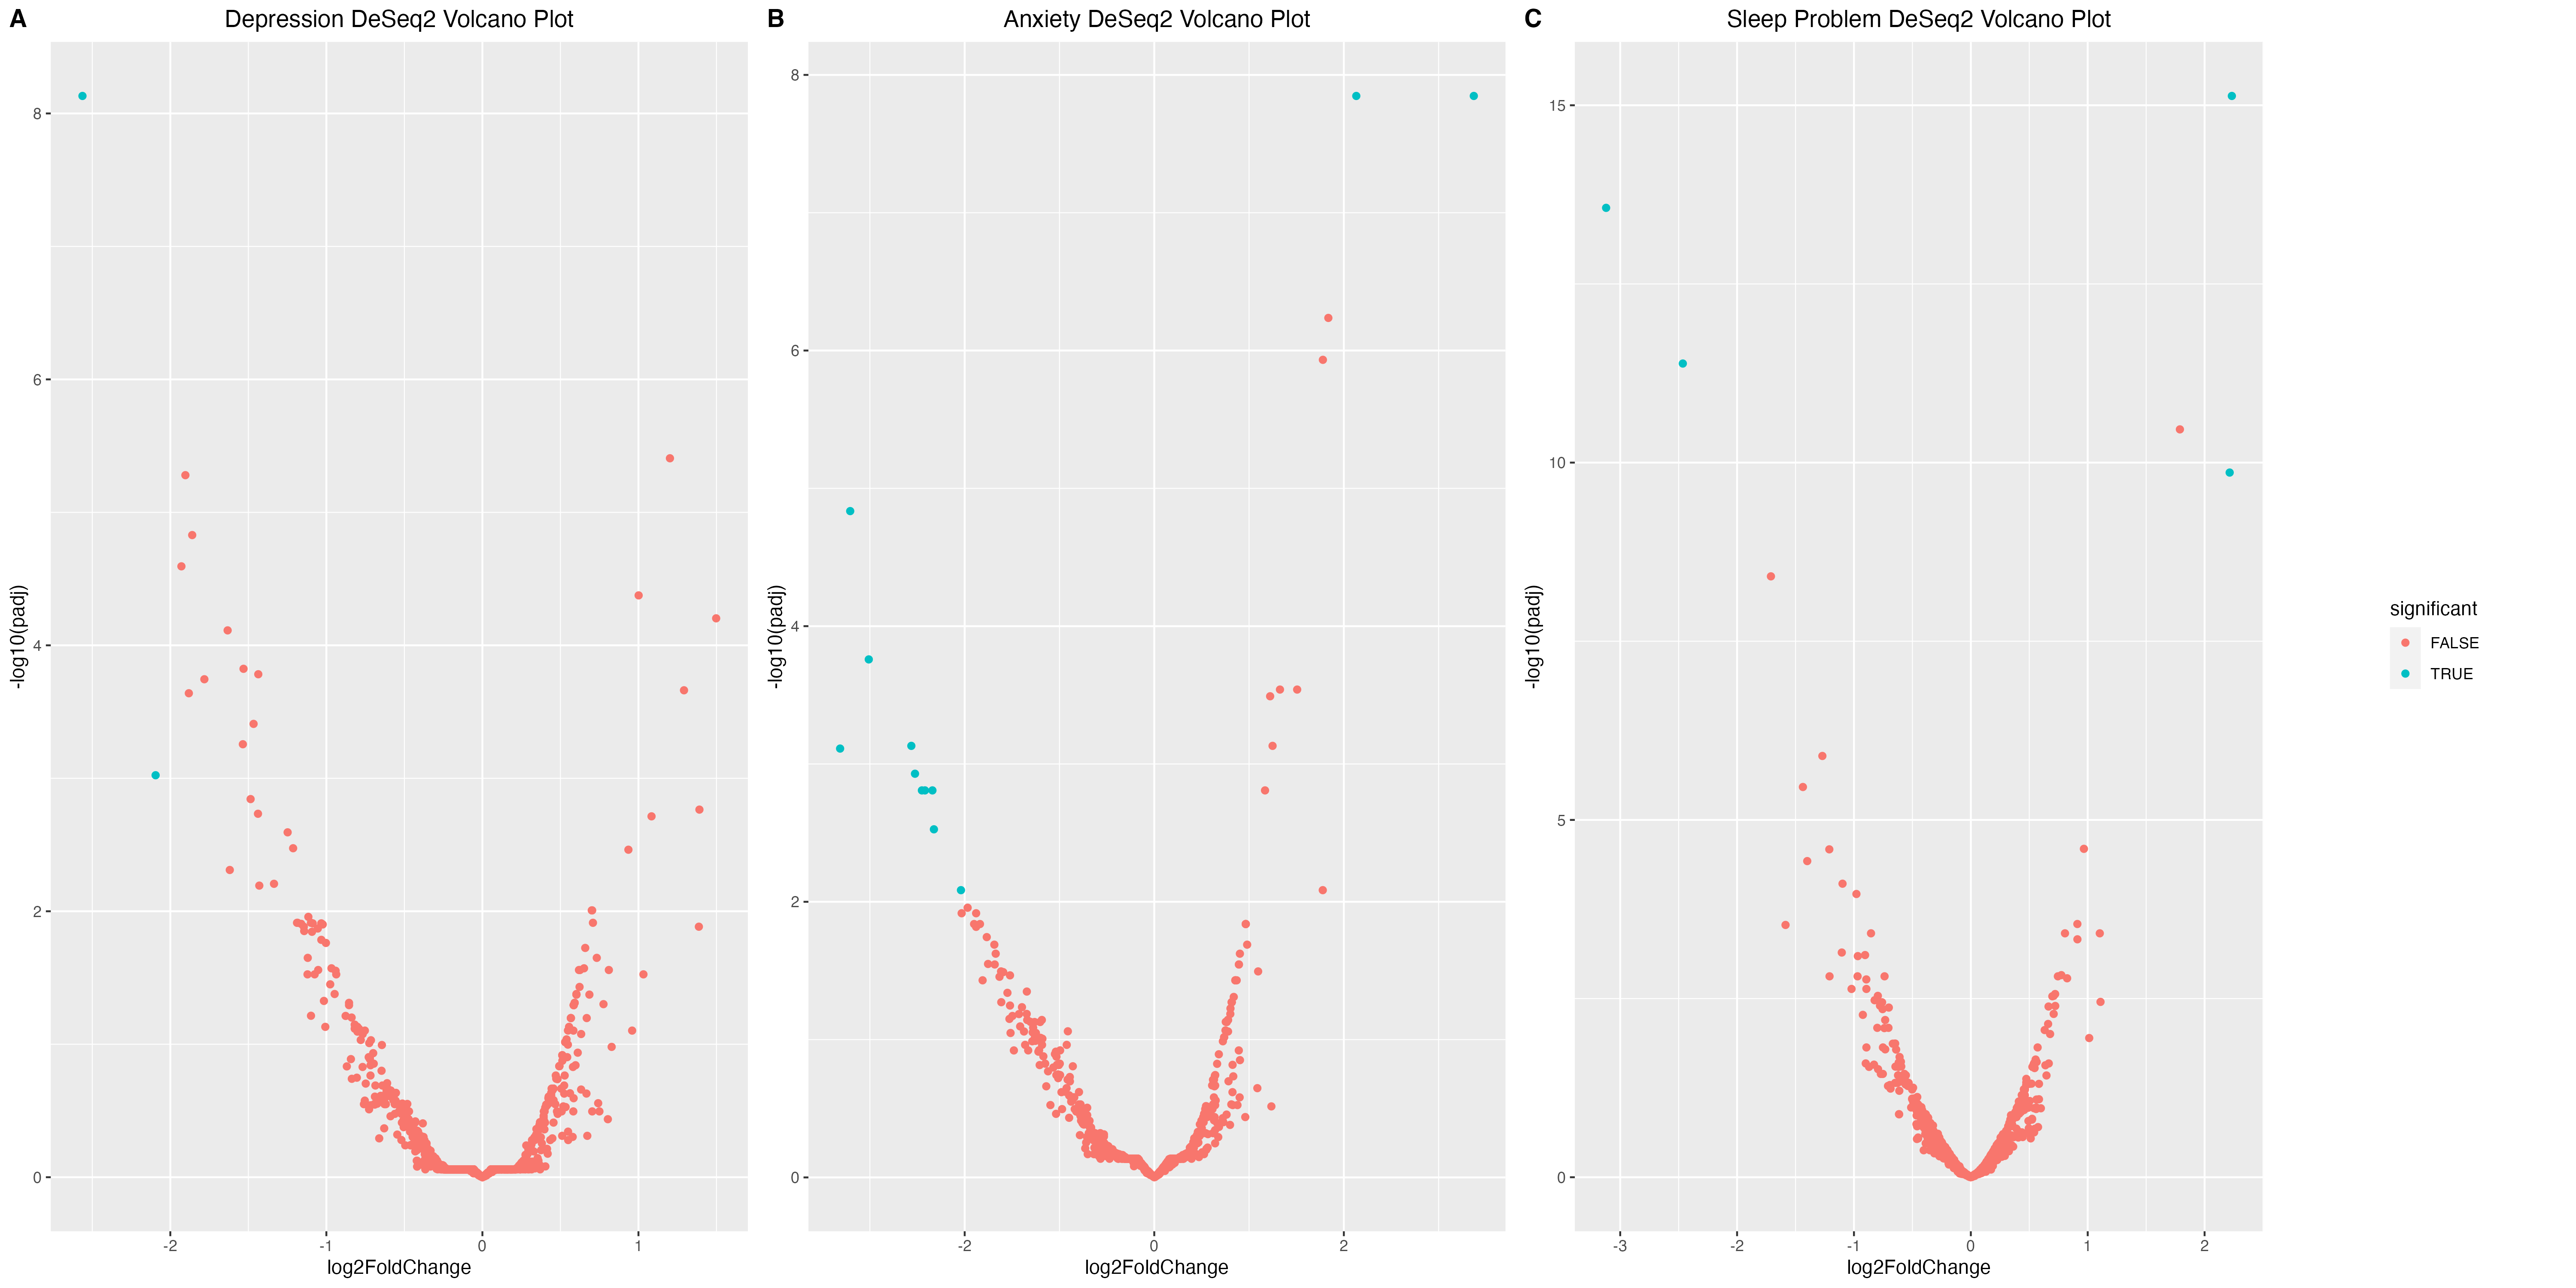 A
Depression DeSeq2 Volcano Plot
-log10(padj)
8
6
4
2
0
-2
-1
0
1
log2FoldChange
B
Anxiety DeSeq2 Volcano Plot
-log10(padj)
8
6
4
2
0
-2
0
2
log2FoldChange
C
Sleep Problem DeSeq2 Volcano Plot
-log10(padj)
15
10
5
0
-3
-2
-1
0
1
2
log2FoldChange
significant
FALSE
TRUE